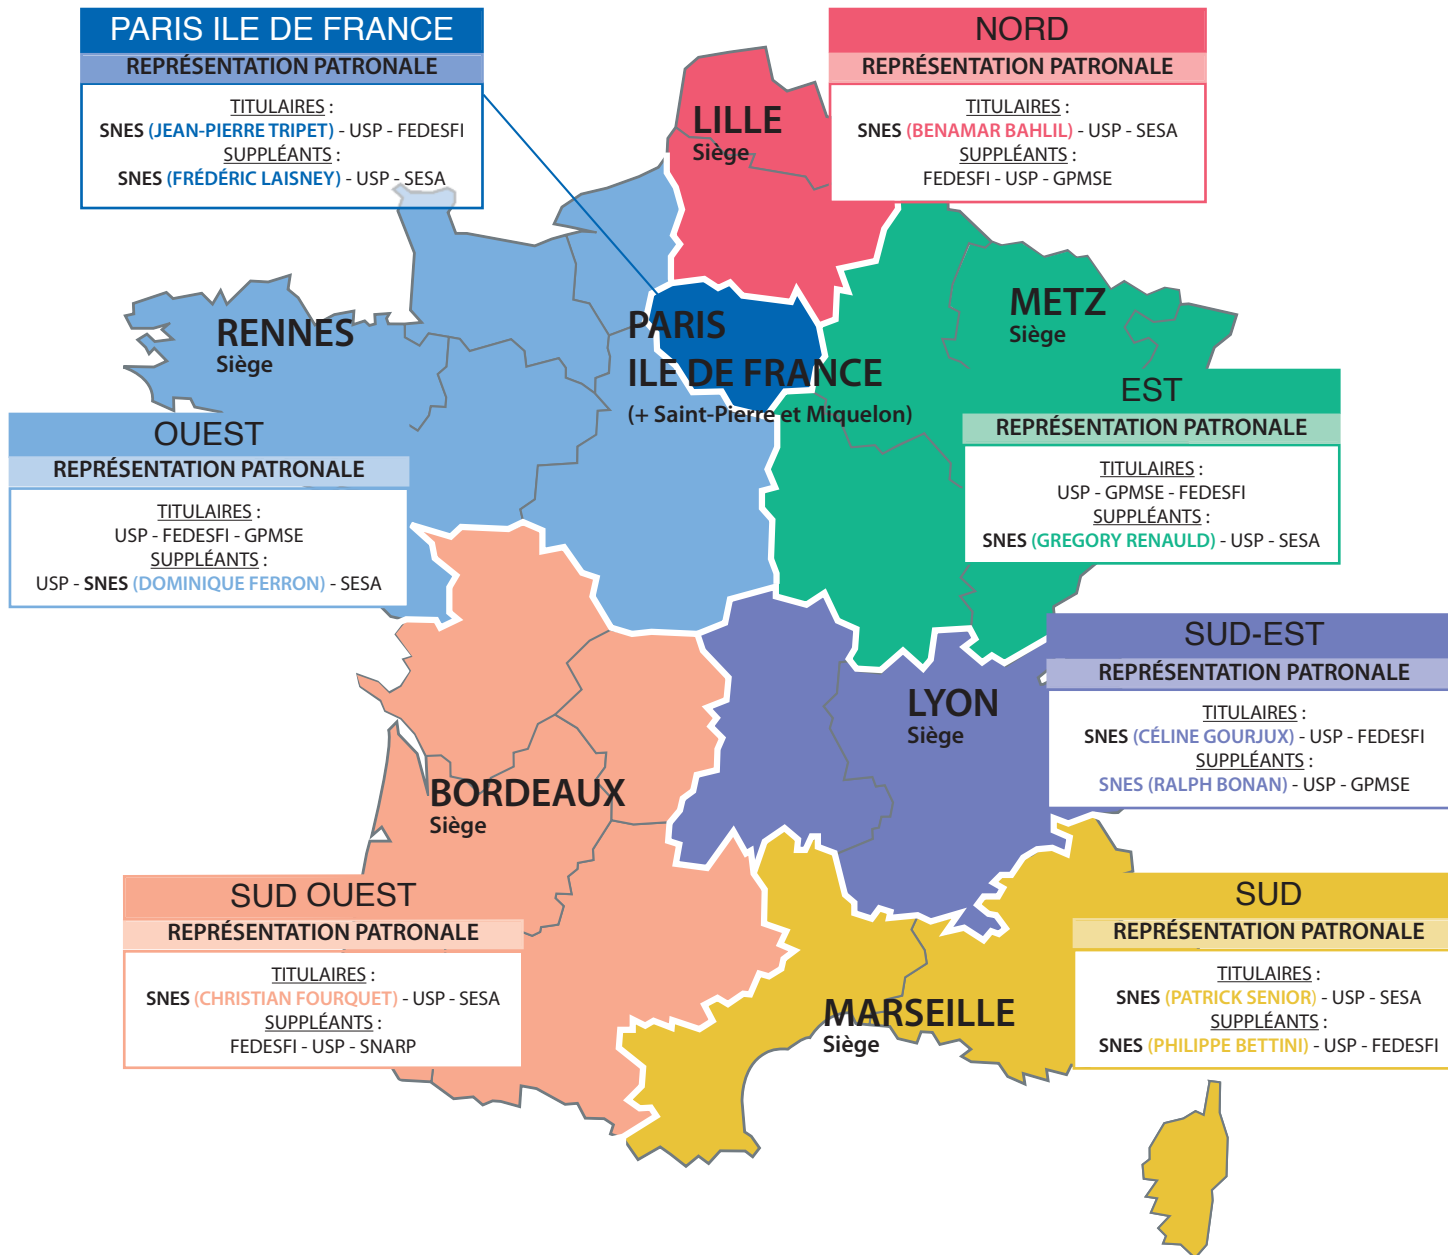 PARIS ILE DE FRANCE
REPRÉSENTATION PATRONALE
TITULAIRES :
SNES (JEAN-PIERRE TRIPET) - USP - FEDESFI
SUPPLÉANTS :
SNES (FRÉDÉRIC LAISNEY) - USP - SESA
NORD
REPRÉSENTATION PATRONALE
TITULAIRES :
SNES (BENAMAR BAHLIL) - USP - SESA
SUPPLÉANTS :
FEDESFI - USP - GPMSE
LILLE
Siège
RENNES
Siège
PARIS
ILE DE FRANCE
(+ Saint-Pierre et Miquelon)
METZ
Siège
OUEST
REPRÉSENTATION PATRONALE
TITULAIRES :
USP - FEDESFI - GPMSE
SUPPLÉANTS :
USP - SNES (DOMINIQUE FERRON) - SESA
EST
REPRÉSENTATION PATRONALE
TITULAIRES :
USP - GPMSE - FEDESFI
SUPPLÉANTS :
SNES (GREGORY RENAULD) - USP - SESA
LYON
Siège
SUD-EST
REPRÉSENTATION PATRONALE
TITULAIRES :
SNES (CÉLINE GOURJUX) - USP - FEDESFI
SUPPLÉANTS :
SNES (RALPH BONAN) - USP - GPMSE
BORDEAUX
Siège
SUD OUEST
REPRÉSENTATION PATRONALE
TITULAIRES :
SNES (CHRISTIAN FOURQUET) - USP - SESA
SUPPLÉANTS :
FEDESFI - USP - SNARP
MARSEILLE
Siège
SUD
REPRÉSENTATION PATRONALE
TITULAIRES :
SNES (PATRICK SENIOR) - USP - SESA
SUPPLÉANTS :
SNES (PHILIPPE BETTINI) - USP - FEDESFI